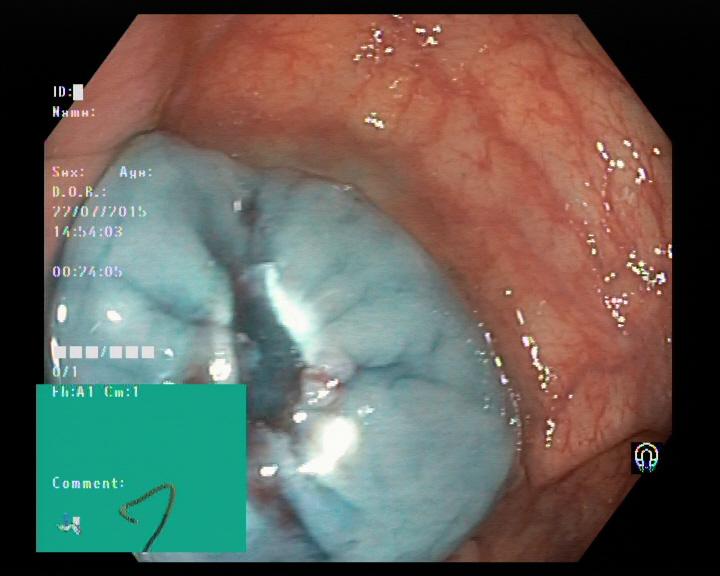 ID:
Name:
Sex: Age:
D.O.B.:
22/07/2015
14:54:03
00:24:05
0/1
Eh:A1 Cm:1
Comment: